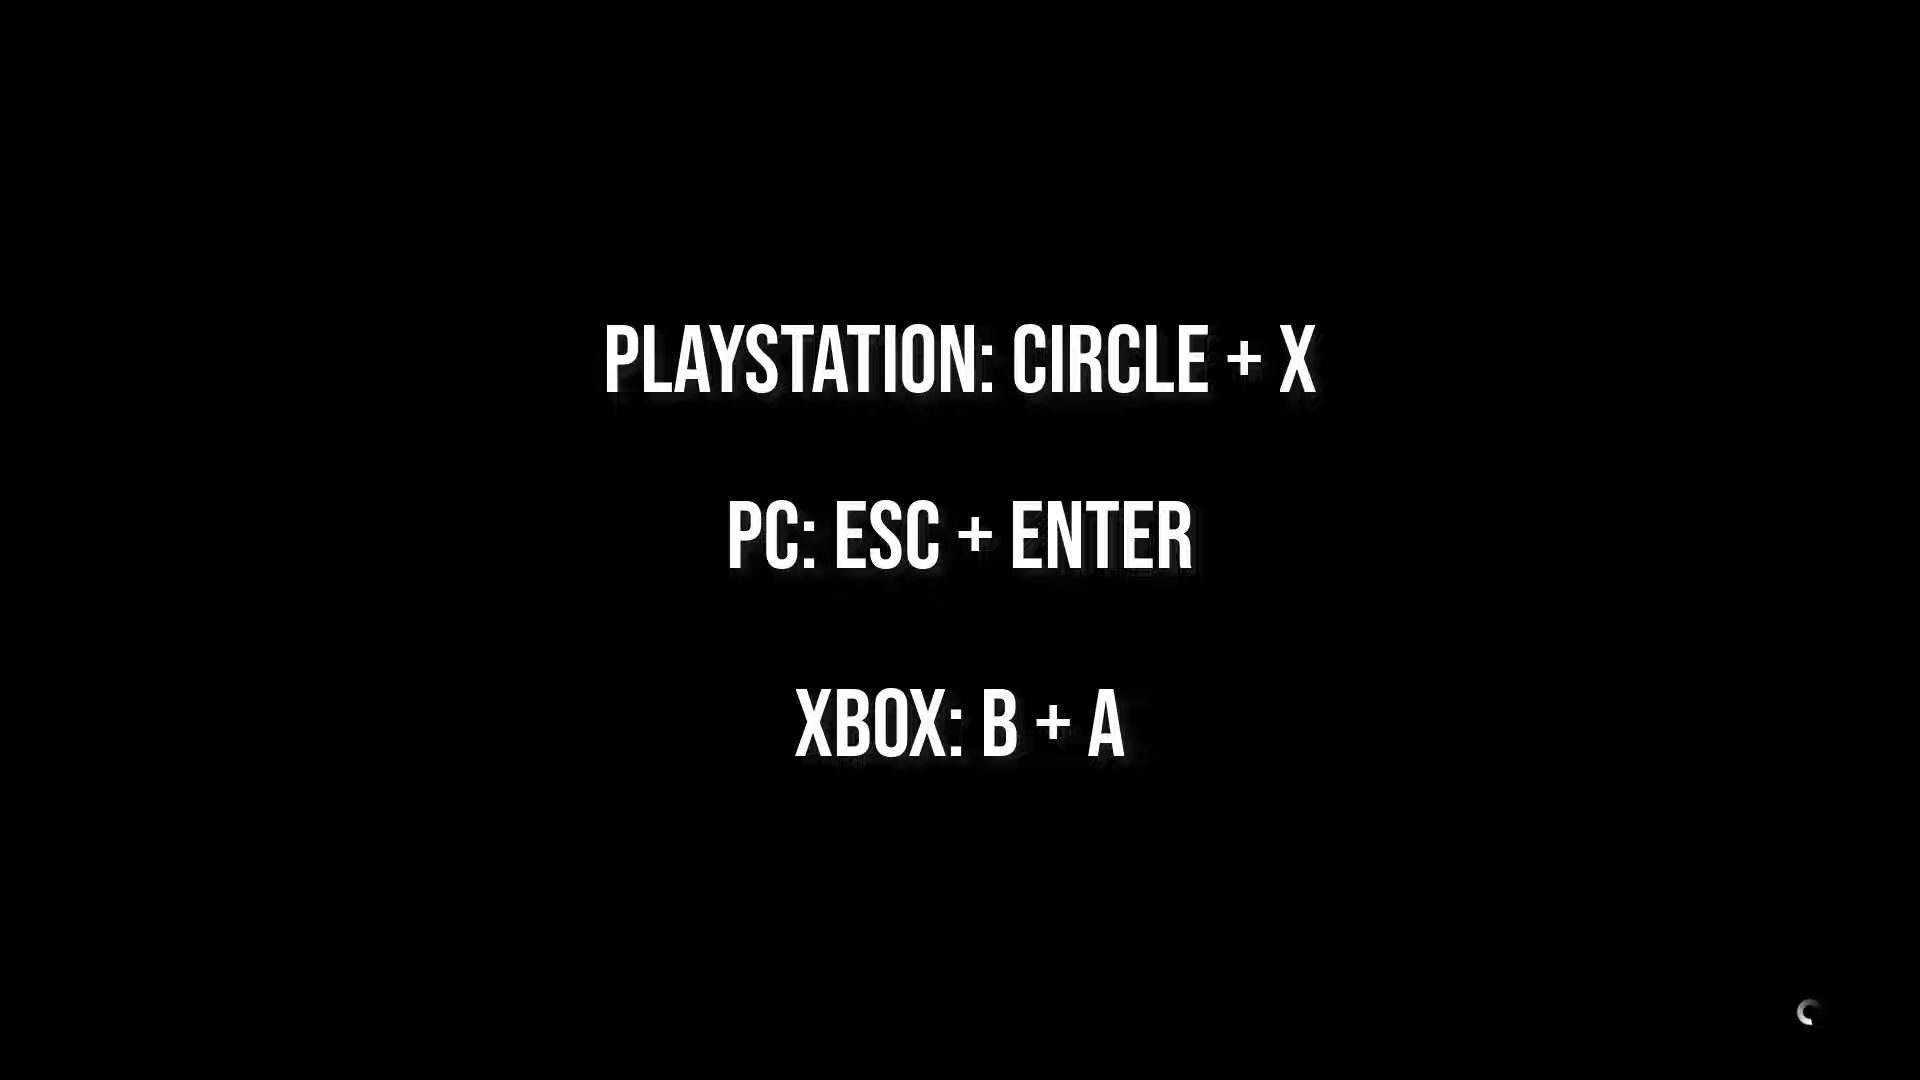 PLAYSTATION: CIRCLE + X
PC: ESC + ENTER
XBOX: B + A